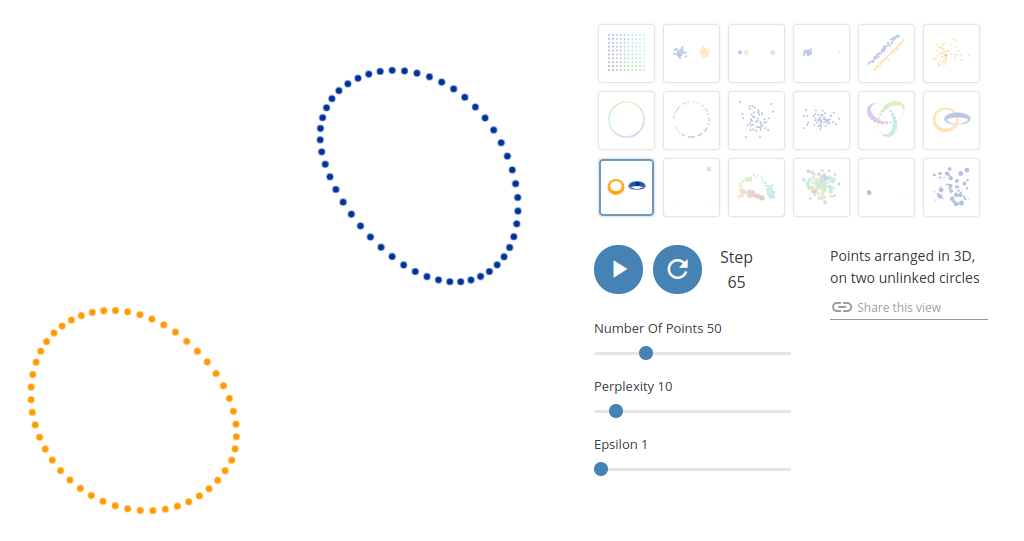 Step
65
Points arranged in 3D,
on two unlinked circles
Share this view
Number Of Points 50
Perplexity 10
Epsilon 1